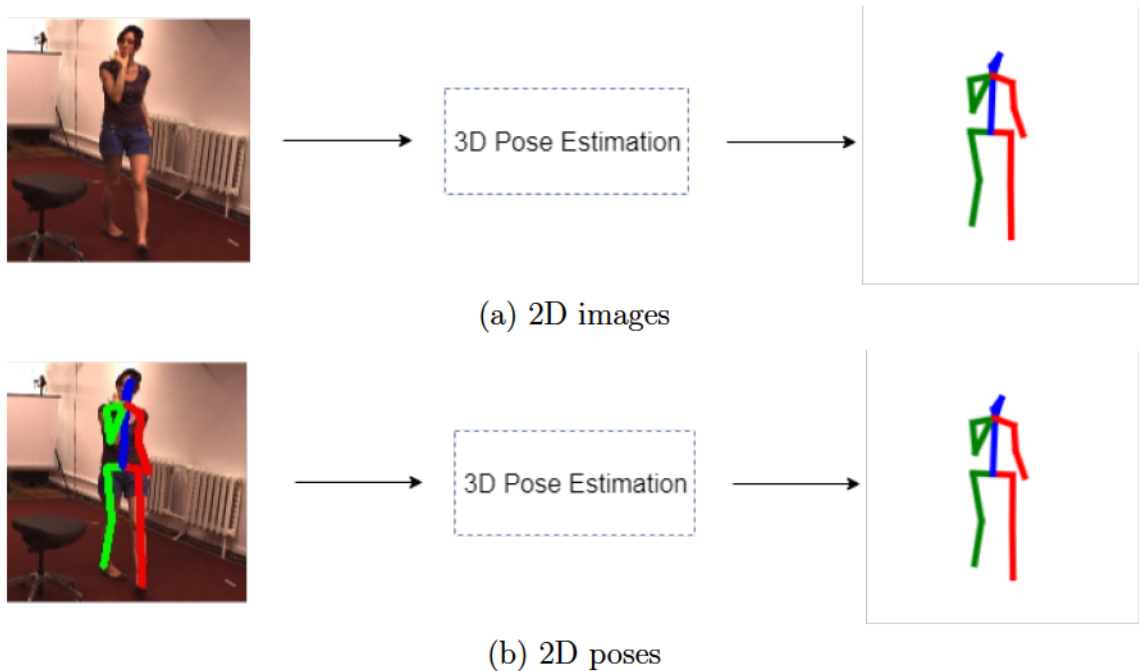 3D Pose Estimation
(a) 2D images
3D Pose Estimation
(b) 2D poses